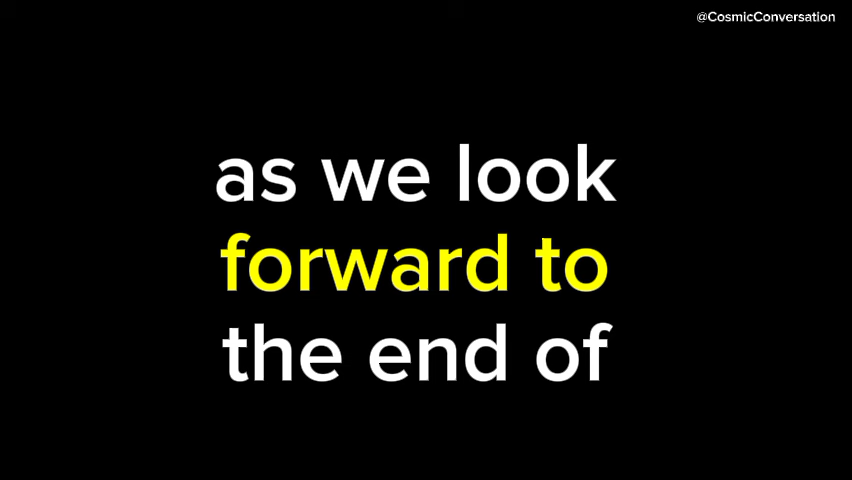 @CosmicConversation
as we look
forward to
the end of